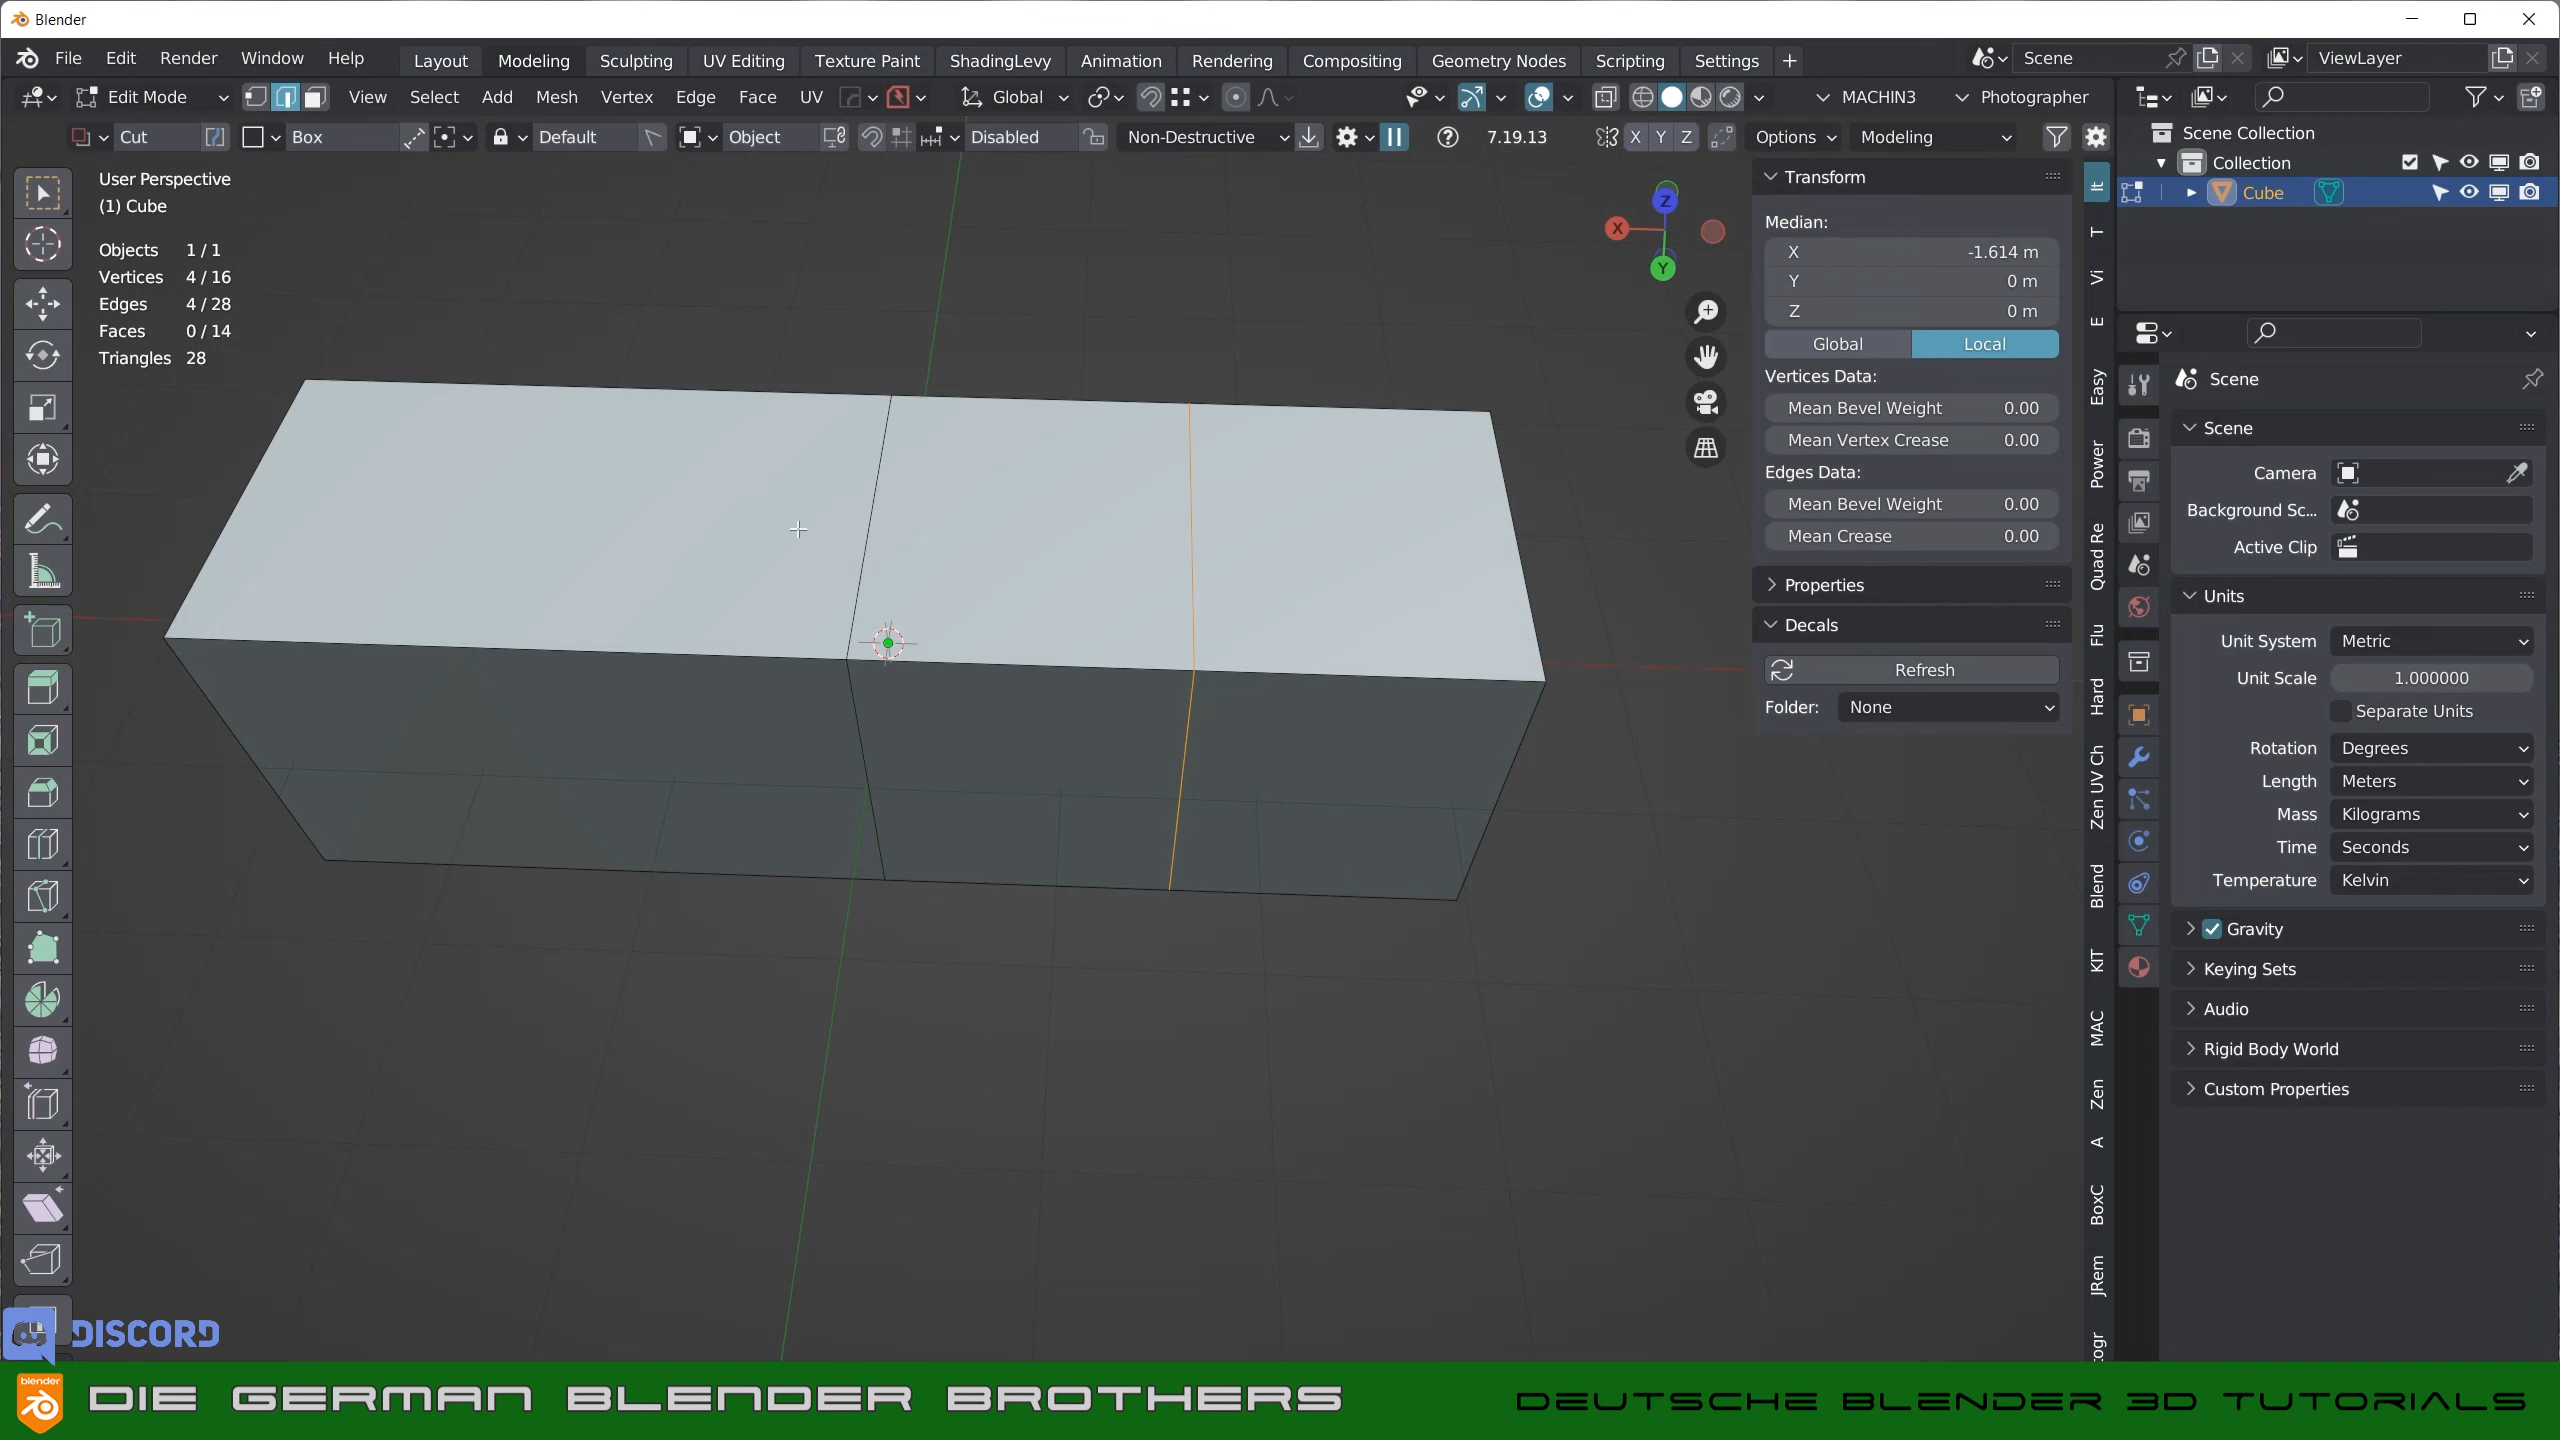 Blender
File Edit Render Window Help Layout Modeling Sculpting UV Editing Texture Paint ShadingLevy Animation Rendering Compositing Geometry Nodes Scripting Settings + Scene ViewLayer
Edit Mode View Select Add Mesh Vertex Edge Face UV Global MACHIN3 Photographer
Cut Box Default Object Disabled Non-Destructive 7.19.13 X Y Z Options Modeling
User Perspective
(1) Cube
Objects 1 / 1
Vertices 4 / 16
Edges 4 / 28
Faces 0 / 14
Triangles 28
Z
X
Y
Transform
Median:
X -1.614 m
Y 0 m
Z 0 m
Global Local
Vertices Data:
Mean Bevel Weight 0.00
Mean Vertex Crease 0.00
Edges Data:
Mean Bevel Weight 0.00
Mean Crease 0.00
Properties
Decals
Refresh
Folder: None
It
T
Vi
E
Easy
Power
Quad Re
Flu
Hard
Zen UV Ch
Blend
KIT
MAC
Zen
A
BoxC
JRem
ogr
Scene Collection
Collection
Cube
Scene
Scene
Camera
Background Sc...
Active Clip
Units
Unit System Metric
Unit Scale 1.000000
Separate Units
Rotation Degrees
Length Meters
Mass Kilograms
Time Seconds
Temperature Kelvin
Gravity
Keying Sets
Audio
Rigid Body World
Custom Properties
DISCORD
blender
DIE GERMAN BLENDER BROTHERS
DEUTSCHE BLENDER 3D TUTORIALS